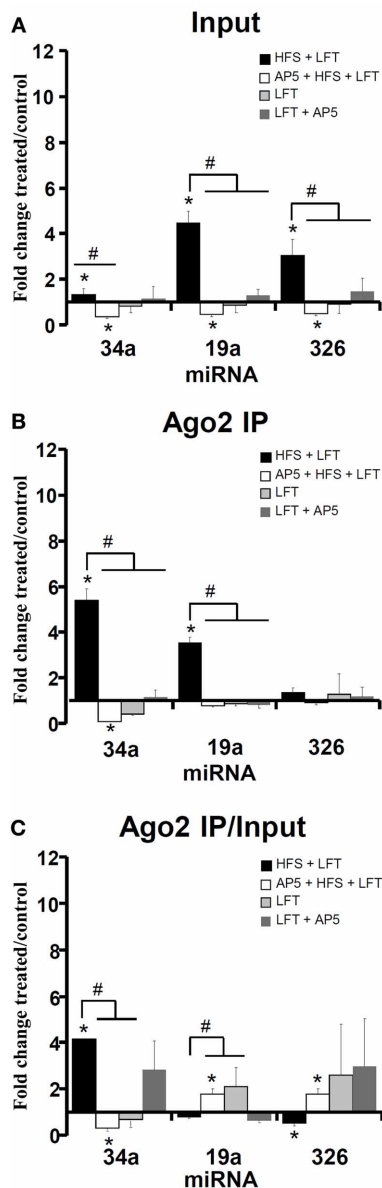 A
Input
HFS + LFT
AP5 + HFS + LFT
LFT
LFT + AP5
Fold change treated/control
12
10
8
6
4
2
0
#
*
#
*
#
*
*
*
*
34a
19a
326
miRNA
B
Ago2 IP
HFS + LFT
AP5 + HFS + LFT
LFT
LFT + AP5
Fold change treated/control
12
10
8
6
4
2
0
#
*
#
*
*
34a
19a
326
miRNA
C
Ago2 IP/Input
HFS + LFT
AP5 + HFS + LFT
LFT
LFT + AP5
Fold change treated/control
12
10
8
6
4
2
0
#
*
#
*
*
*
*
34a
19a
326
miRNA